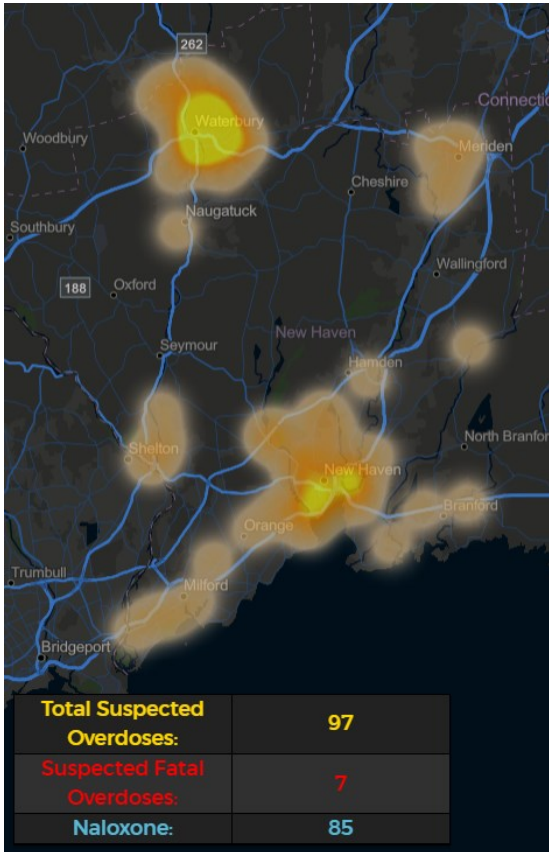 262
Waterbury
Connectic
Woodbury
Meriden
Cheshire
Naugatuck
Southbury
Wallingford
188
Oxford
New Haven
Seymour
Hamden
North Branfor
Shelton
New Haven
Branford
Orange
Trumbull
Milford
Bridgeport
Total Suspected
Overdoses:
97
Suspected Fatal
Overdoses:
7
Naloxone:
85